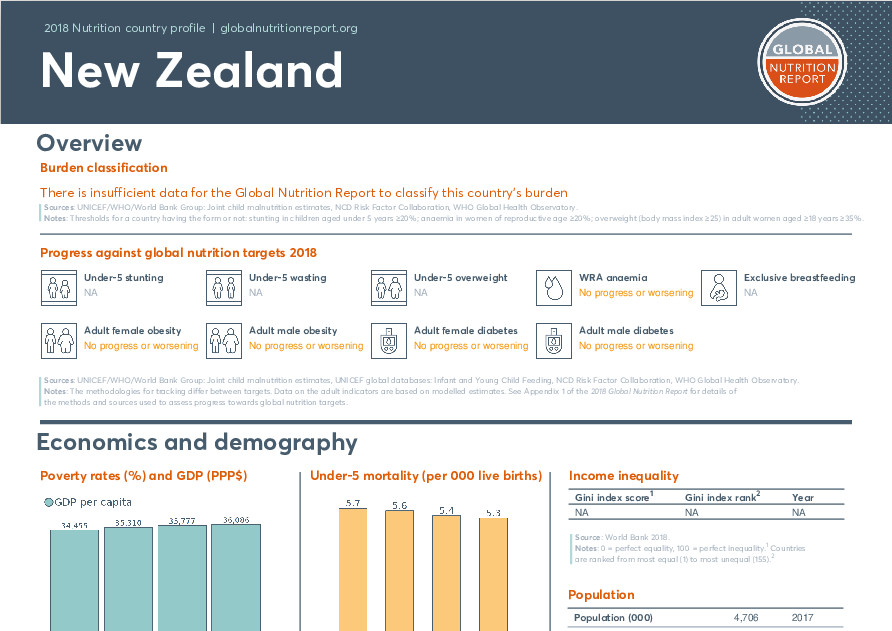 2018 Nutrition country profile | globalnutritionreport.org
New Zealand
GLOBAL
NUTRITION
REPORT
Overview
Burden classification
There is insufficient data for the Global Nutrition Report to classify this country's burden
Sources: UNICEF/WHO/World Bank Group: Joint child malnutrition estimates, NCD Risk Factor Collaboration, WHO Global Health Observatory.
Notes: Thresholds for a country having the form or not: stunting in children aged under 5 years ≥20%; anaemia in women of reproductive age ≥20%; overweight (body mass index ≥25) in adult women aged ≥18 years ≥35%.
Progress against global nutrition targets 2018
Under-5 stunting
NA
Under-5 wasting
NA
Under-5 overweight
NA
WRA anaemia
No progress or worsening
Exclusive breastfeeding
NA
Adult female obesity
No progress or worsening
Adult male obesity
No progress or worsening
Adult female diabetes
No progress or worsening
Adult male diabetes
No progress or worsening
Sources: UNICEF/WHO/World Bank Group: Joint child malnutrition estimates, UNICEF global databases: Infant and Young Child Feeding, NCD Risk Factor Collaboration, WHO Global Health Observatory.
Notes: The methodologies for tracking differ between targets. Data on the adult indicators are based on modelled estimates. See Appendix 1 of the 2018 Global Nutrition Report for details of
the methods and sources used to assess progress towards global nutrition targets.
Economics and demography
Poverty rates (%) and GDP (PPP$)
GDP per capita
34,455 35,310 35,777 36,086
Under-5 mortality (per 000 live births)
5.7 5.6 5.4 5.3
Income inequality
Gini index score1 Gini index rank2 Year
NA NA NA
Source: World Bank 2018.
Notes: 0 = perfect equality, 100 = perfect inequality.1 Countries
are ranked from most equal (1) to most unequal (155).2
Population
Population (000) 4,706 2017